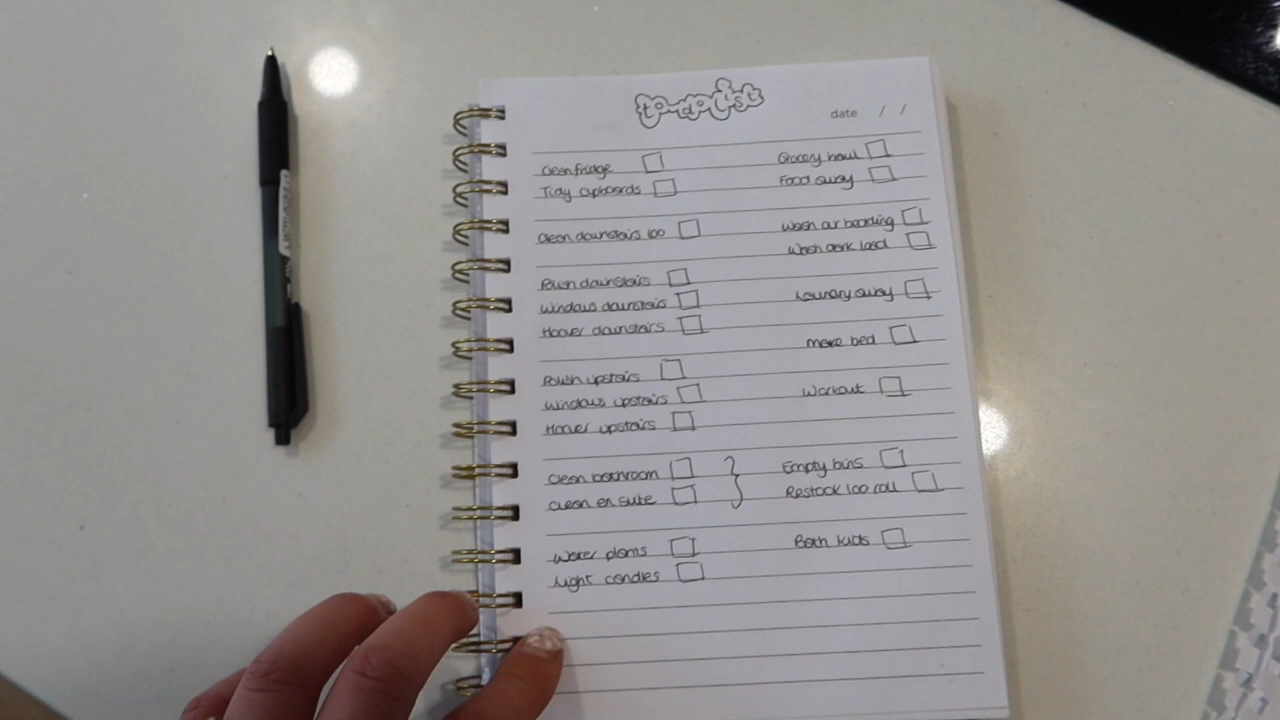 to do list
date / /
Clean fridge
Tidy cupboards
Clean downstairs loo
Polish downstairs
Windows downstairs
Hoover downstairs
Polish upstairs
Windows upstairs
Hoover upstairs
Clean bathroom
Clean en suite
Water plants
Light candles
Grocery haul
Food away
Wash our bedding
Wash dark load
Laundry away
Make bed
Workout
Empty bins
Restock loo roll
Bath kids